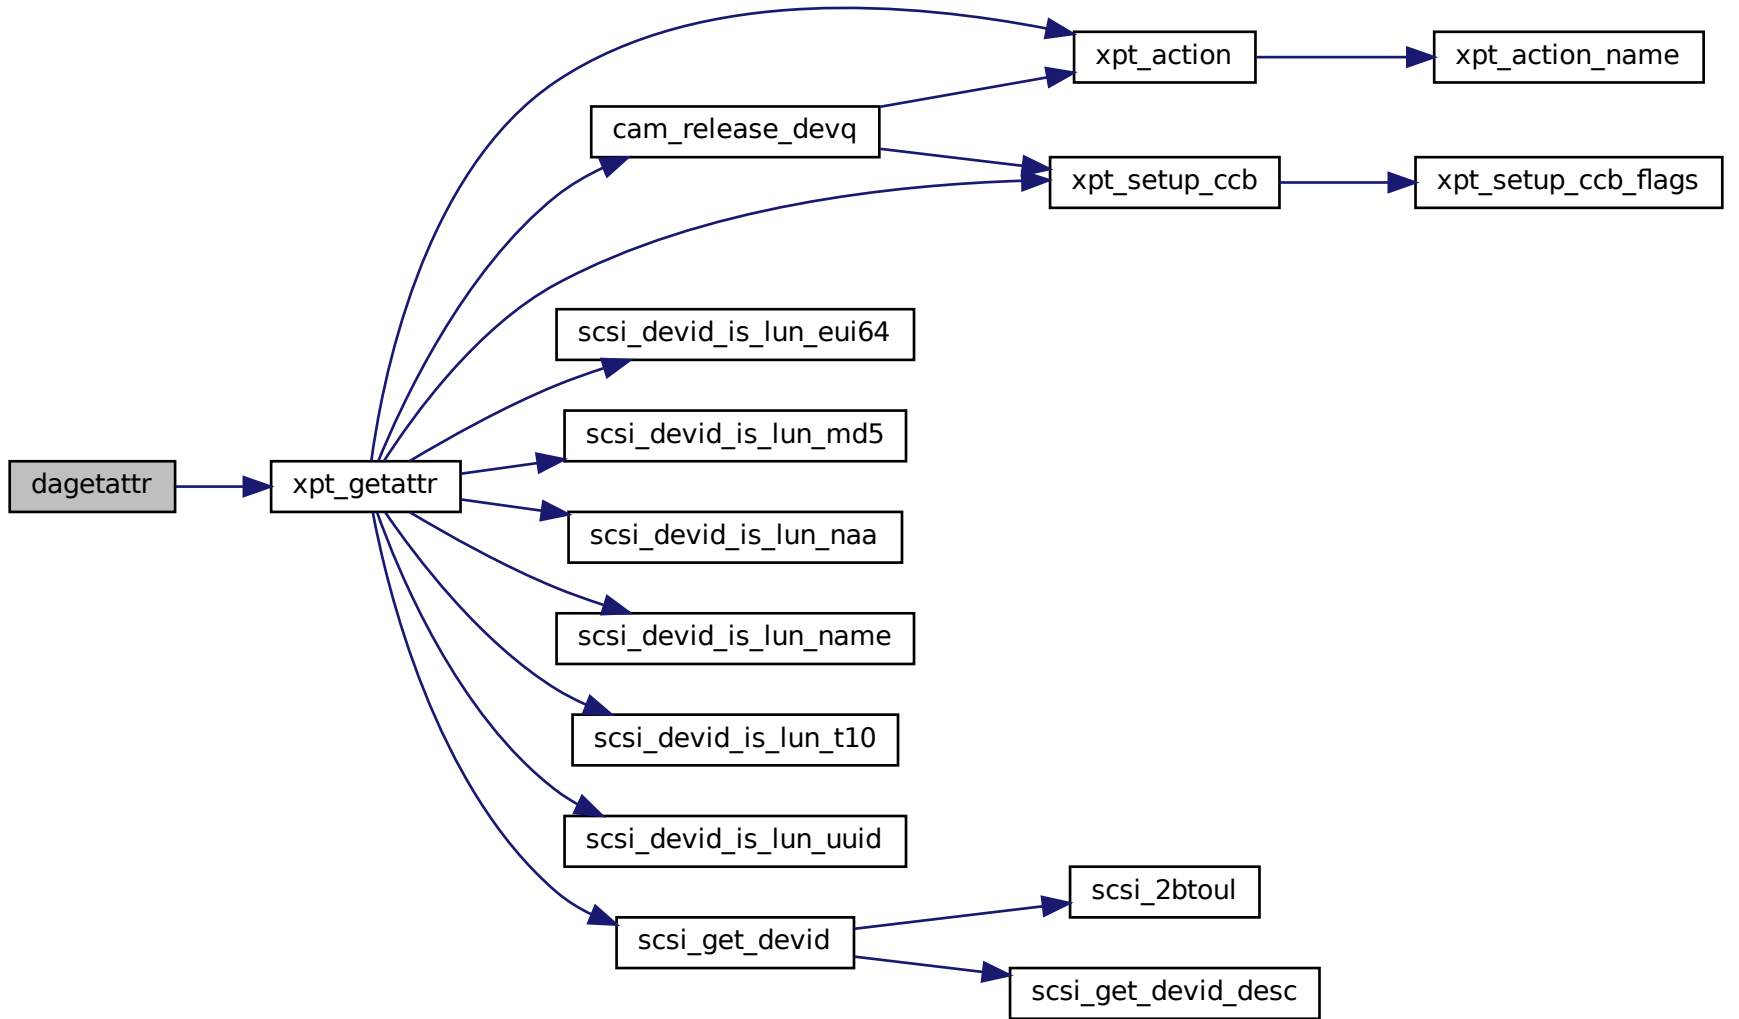 xpt_action
xpt_action_name
cam_release_devq
xpt_setup_ccb
xpt_setup_ccb_flags
scsi_devid_is_lun_eui64
scsi_devid_is_lun_md5
dagetattr
xpt_getattr
scsi_devid_is_lun_naa
scsi_devid_is_lun_name
scsi_devid_is_lun_t10
scsi_devid_is_lun_uuid
scsi_2btoul
scsi_get_devid
scsi_get_devid_desc